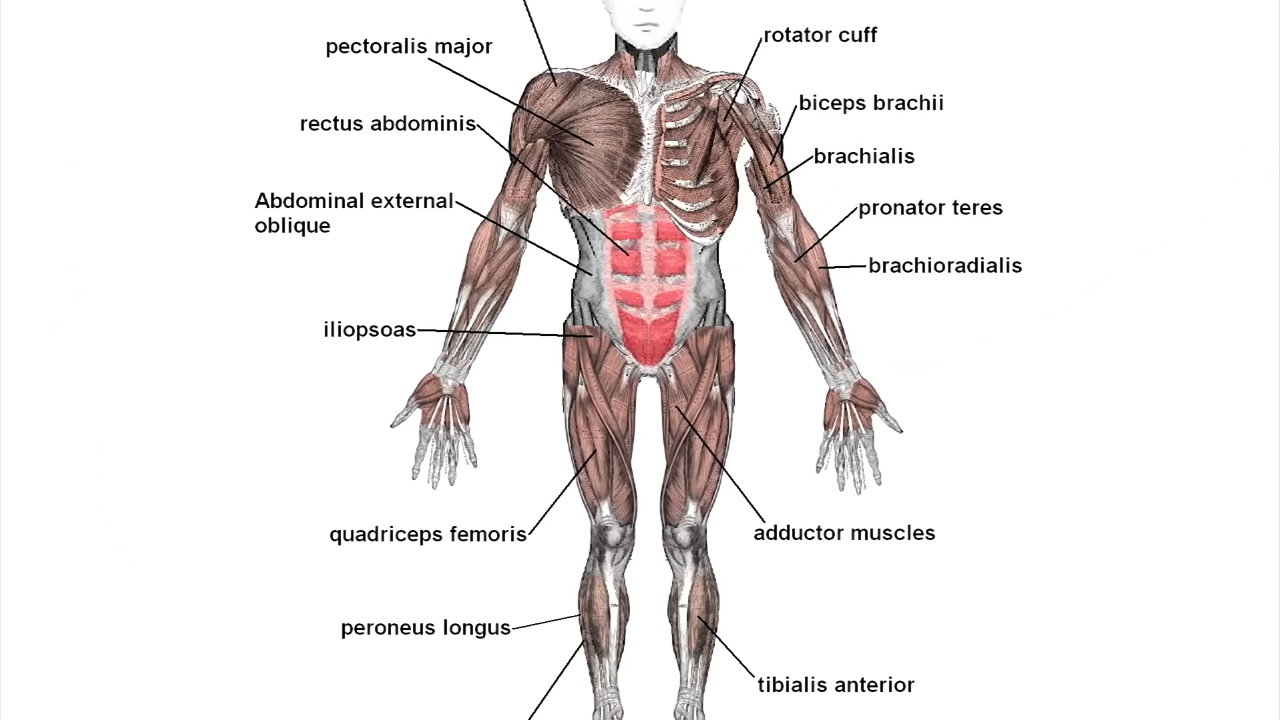 pectoralis major
rectus abdominis
Abdominal external
oblique
iliopsoas
quadriceps femoris
peroneus longus
rotator cuff
biceps brachii
brachialis
pronator teres
brachioradialis
adductor muscles
tibialis anterior